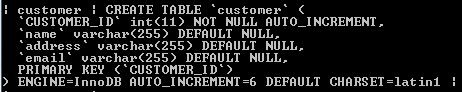 | customer | CREATE TABLE `customer` (
`CUSTOMER_ID` int(11) NOT NULL AUTO_INCREMENT,
`name` varchar(255) DEFAULT NULL,
`address` varchar(255) DEFAULT NULL,
`email` varchar(255) DEFAULT NULL,
PRIMARY KEY (`CUSTOMER_ID`)
) ENGINE=InnoDB AUTO_INCREMENT=6 DEFAULT CHARSET=latin1 |